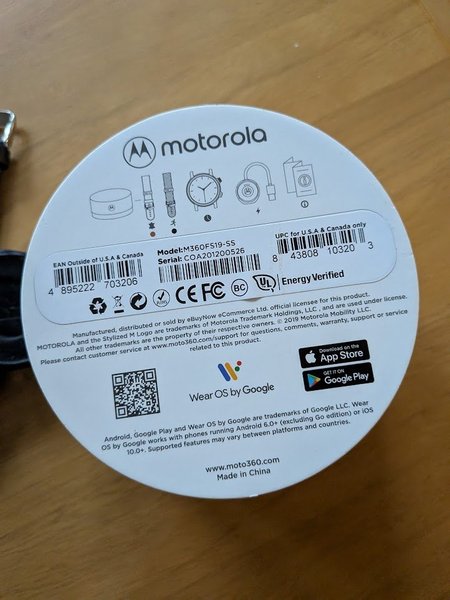 motorola
EAN Outside of U.S.A & Canada
4 895222 703206
Model:M360FS19-SS
Serial: COA201200526
UPC for U.S.A & Canada only
8 43808 10320 3
CE FC BC UL Energy Verified
Manufactured, distributed or sold by eBuyNow eCommerce Ltd. official licensee for this product.
MOTOROLA and the Stylized M Logo are trademarks of Motorola Trademark Holdings, LLC., and are used under license.
All other trademarks are the property of their respective owners. © 2019 Motorola Mobility LLC.
Please contact customer service at www.moto360.com/support for questions, comments, warranty, support or service
related to this product.
Wear OS by Google
Download on the
App Store
GET IT ON
Google Play
Android, Google Play and Wear OS by Google are trademarks of Google LLC. Wear
OS by Google works with phones running Android 6.0+ (excluding Go edition) or iOS
10.0+. Supported features may vary between platforms and countries.
www.moto360.com
Made in China